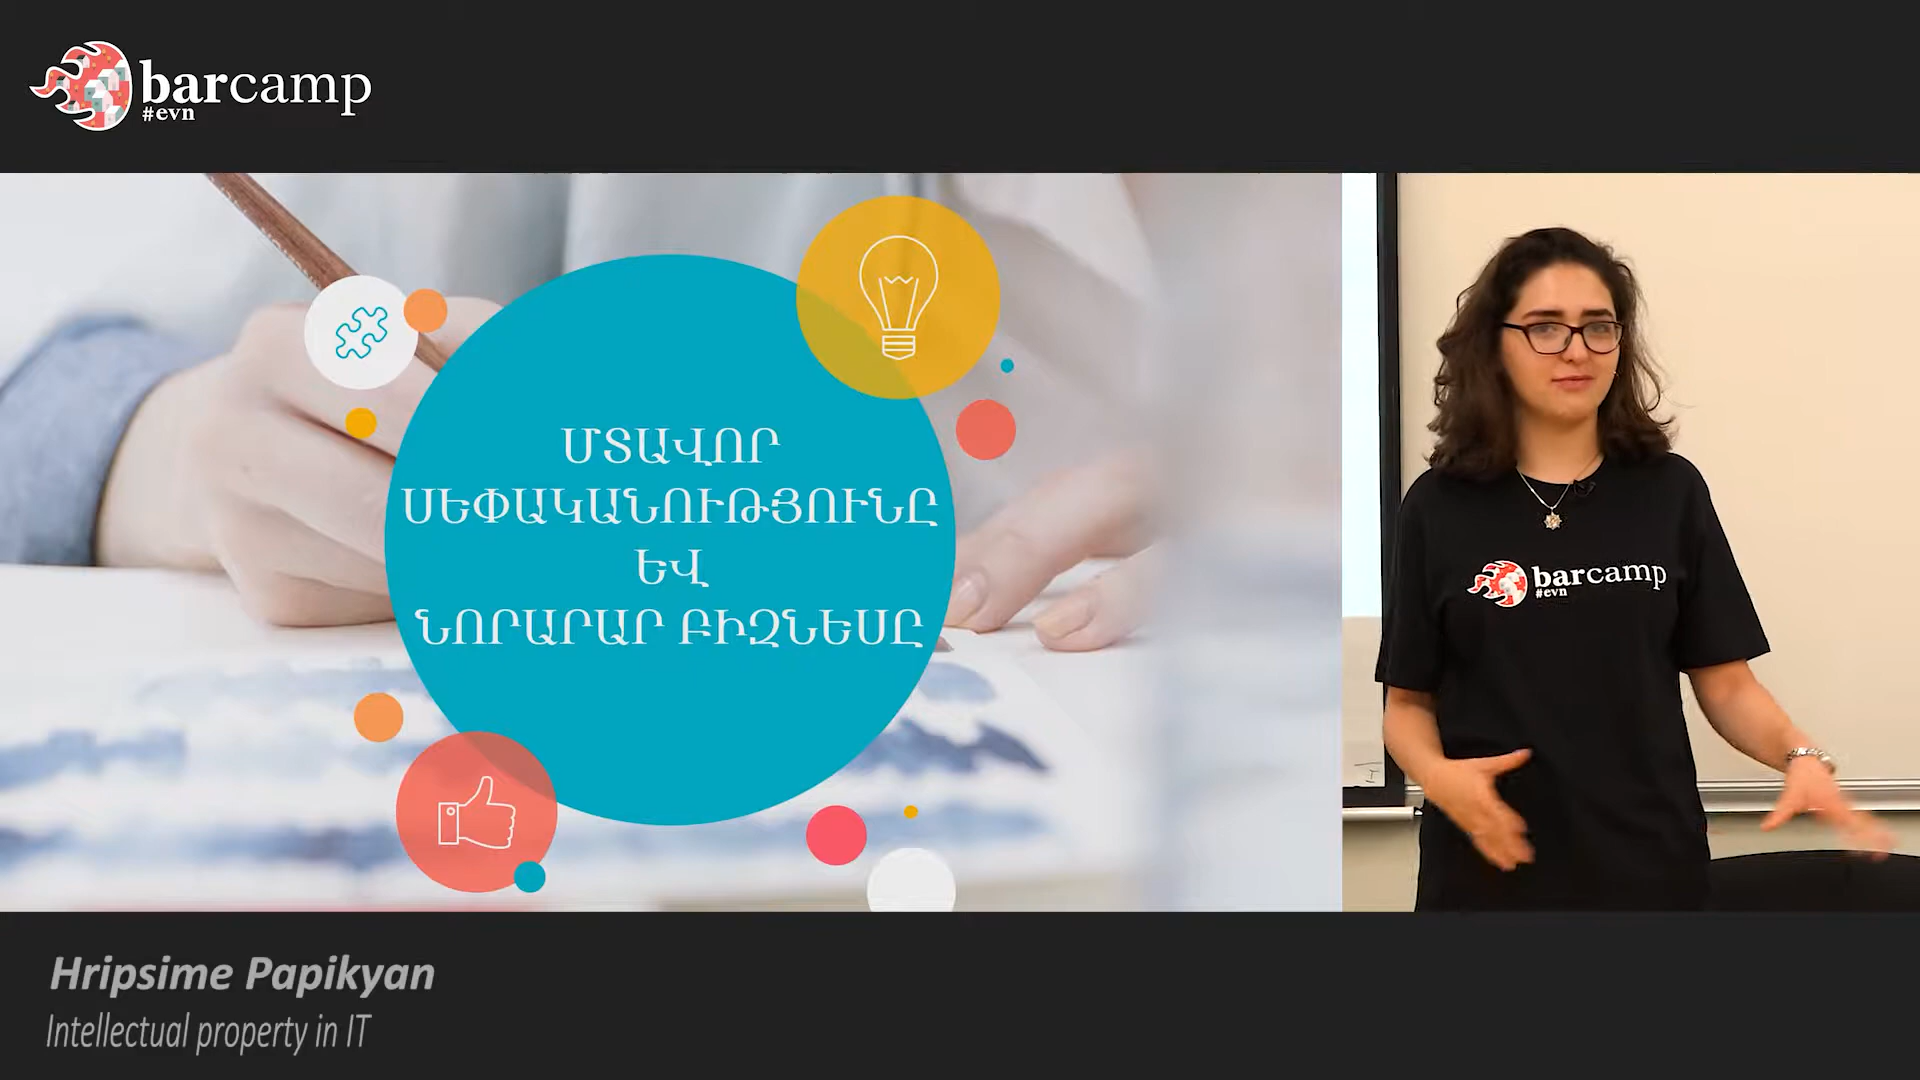 barcamp
#evn
ՄՏԱՎՈՐ
ՍԵՓԱԿԱՆՈՒԹՅՈՒՆԸ
ԵՎ
ՆՈՐԱՐԱՐ ԲԻԶՆԵՍԸ
barcamp
#evn
Hripsime Papikyan
Intellectual property in IT